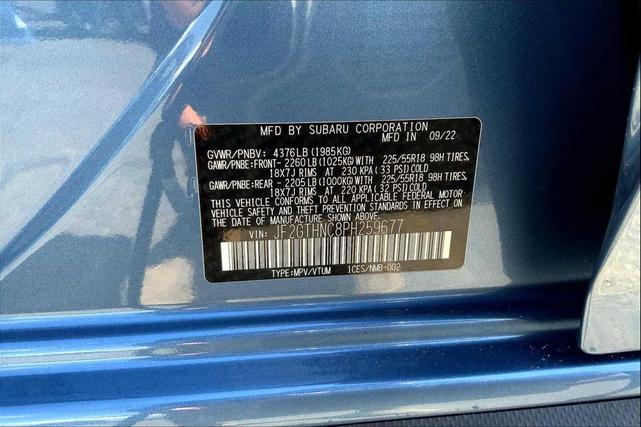 MFD BY SUBARU CORPORATION
MFD IN 09/22
GVWR/PNBV: 4376LB(1985KG)
GAWR/PNBE:FRONT- 2260LB(1025KG)WITH 225/55R18 98H TIRES,
18X7J RIMS AT 230 KPA(33 PSI)COLD
GAWR/PNBE:REAR - 2205LB(1000KG)WITH 225/55R18 98H TIRES,
18X7J RIMS AT 220 KPA(32 PSI)COLD
THIS VEHICLE CONFORMS TO ALL APPLICABLE FEDERAL MOTOR
VEHICLE SAFETY AND THEFT PREVENTION STANDARDS IN EFFECT ON
THE DATE OF MANUFACTURE SHOWN ABOVE.
VIN: JF2GTHNC8PH259677
TYPE:MPV/VTUM ICES/NMB-002